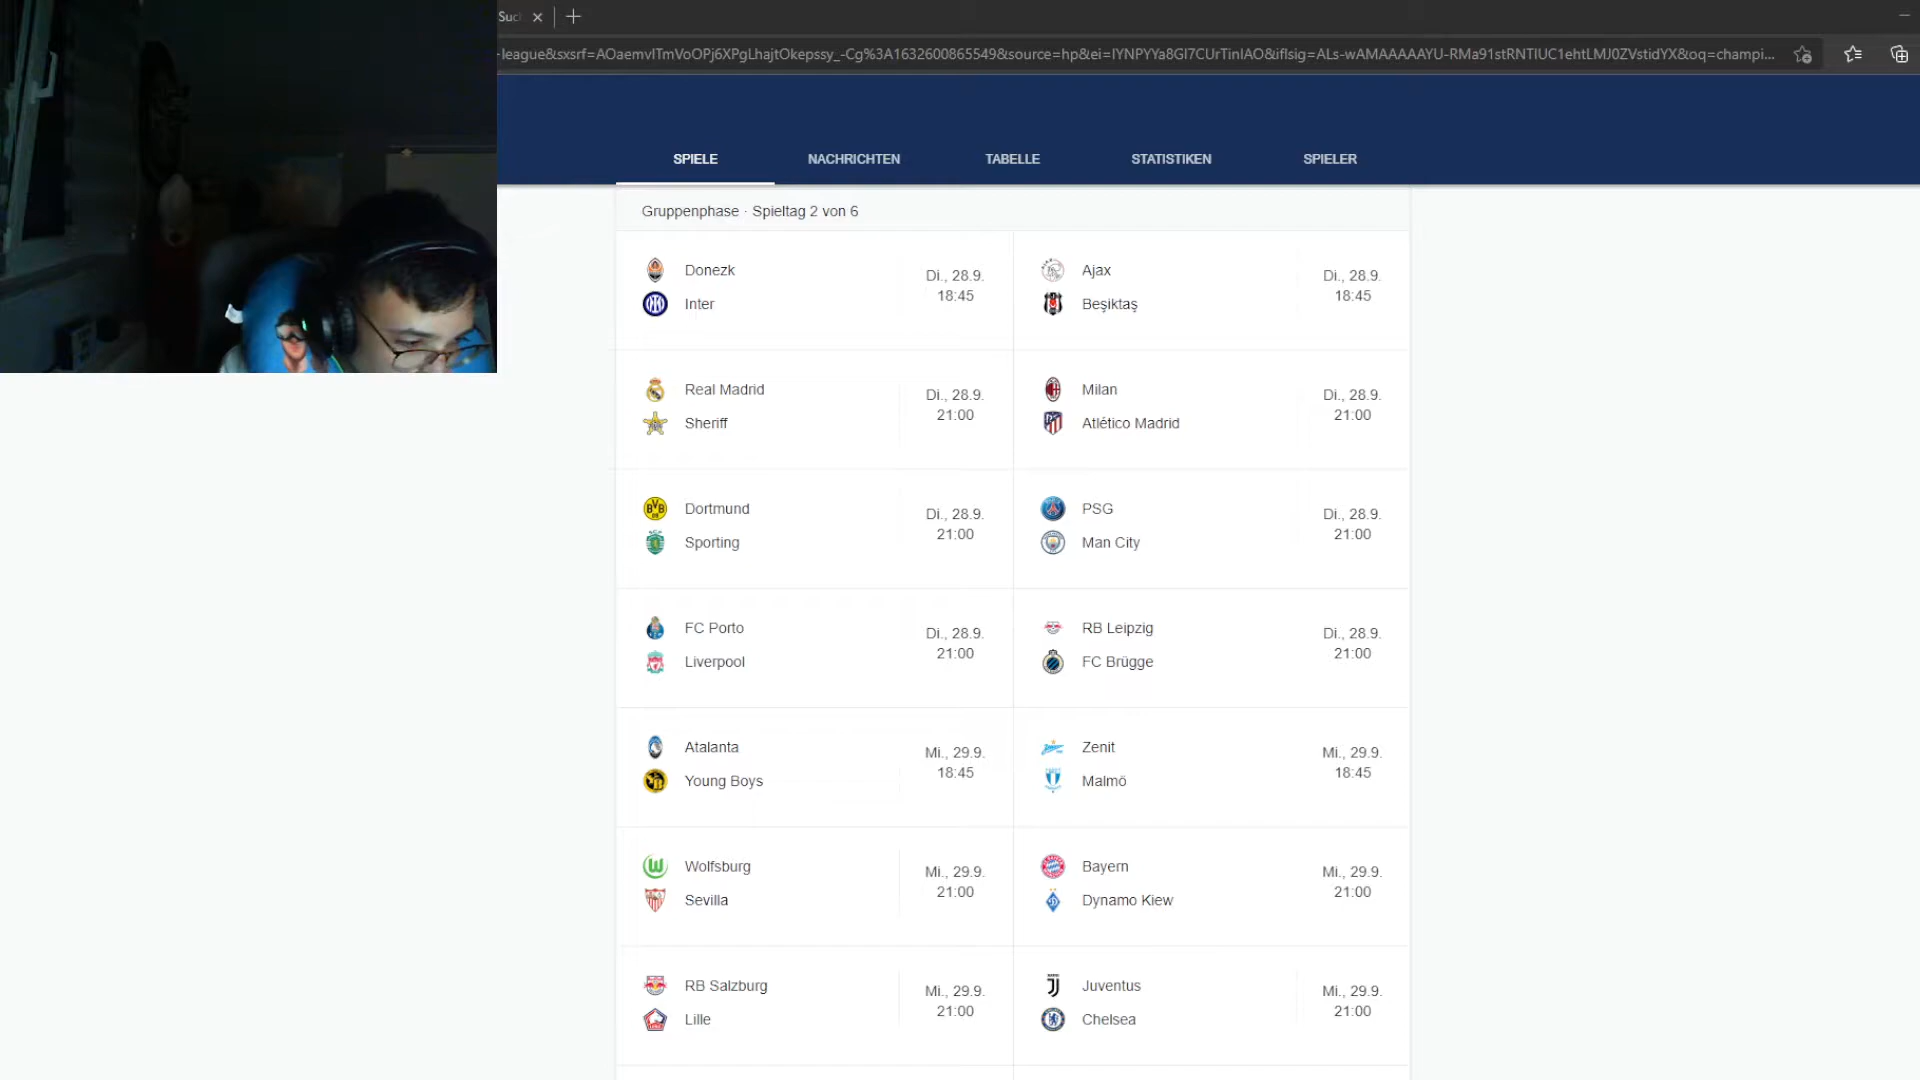 Suc
-league&sxsrf=AOaemvITmVoOPj6XPgLhajtOkepssy_-Cg%3A1632600865549&source=hp&ei=IYNPYYa8GI7CUrTinIAO&iflsig=ALs-wAMAAAAAYU-RMa91stRNTIUC1ehtLMJ0ZVstidYX&oq=champi...
SPIELE NACHRICHTEN TABELLE STATISTIKEN SPIELER
Gruppenphase · Spieltag 2 von 6
Donezk
Inter
Di., 28.9.
18:45
Ajax
Beşiktaş
Di., 28.9.
18:45
Real Madrid
Sheriff
Di., 28.9.
21:00
Milan
Atlético Madrid
Di., 28.9.
21:00
Dortmund
Sporting
Di., 28.9.
21:00
PSG
Man City
Di., 28.9.
21:00
FC Porto
Liverpool
Di., 28.9.
21:00
RB Leipzig
FC Brügge
Di., 28.9.
21:00
Atalanta
Young Boys
Mi., 29.9.
18:45
Zenit
Malmö
Mi., 29.9.
18:45
Wolfsburg
Sevilla
Mi., 29.9.
21:00
Bayern
Dynamo Kiew
Mi., 29.9.
21:00
RB Salzburg
Lille
Mi., 29.9.
21:00
Juventus
Chelsea
Mi., 29.9.
21:00